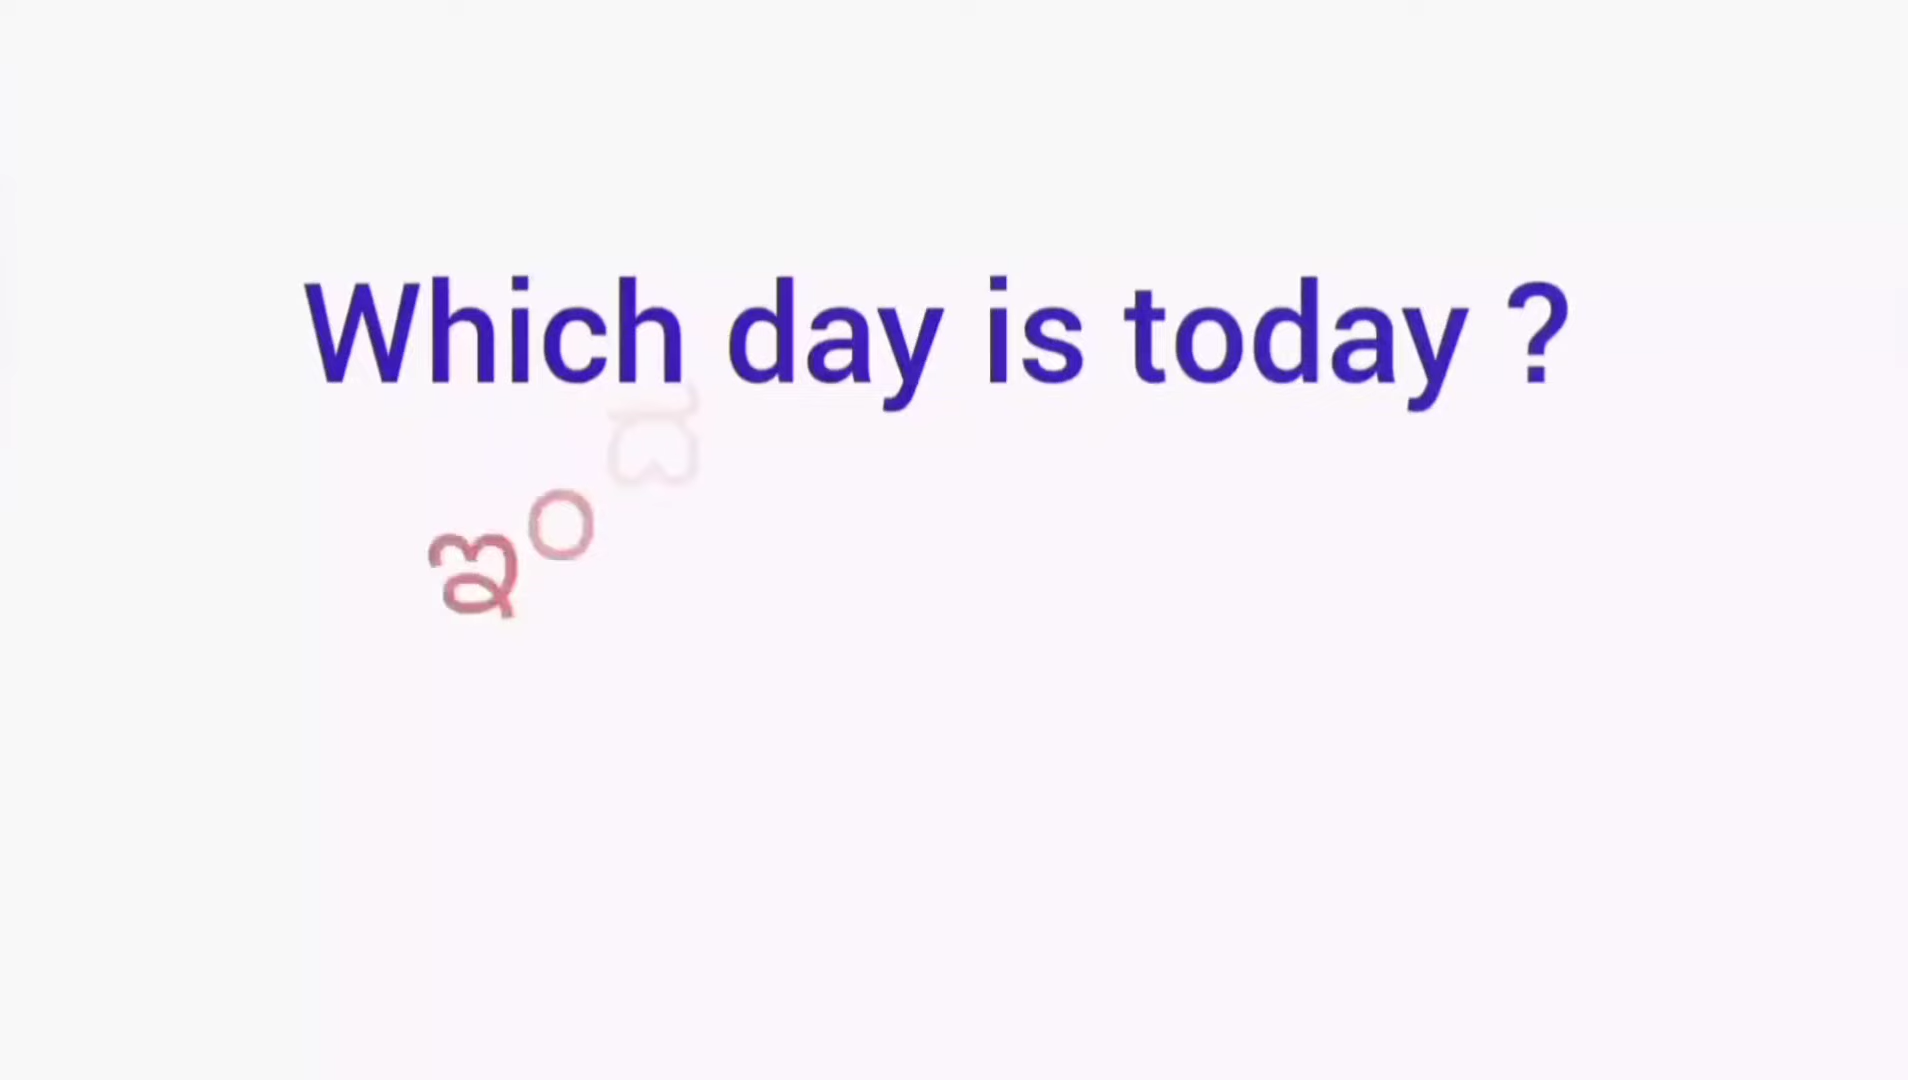 Which day is today ?
ఇం